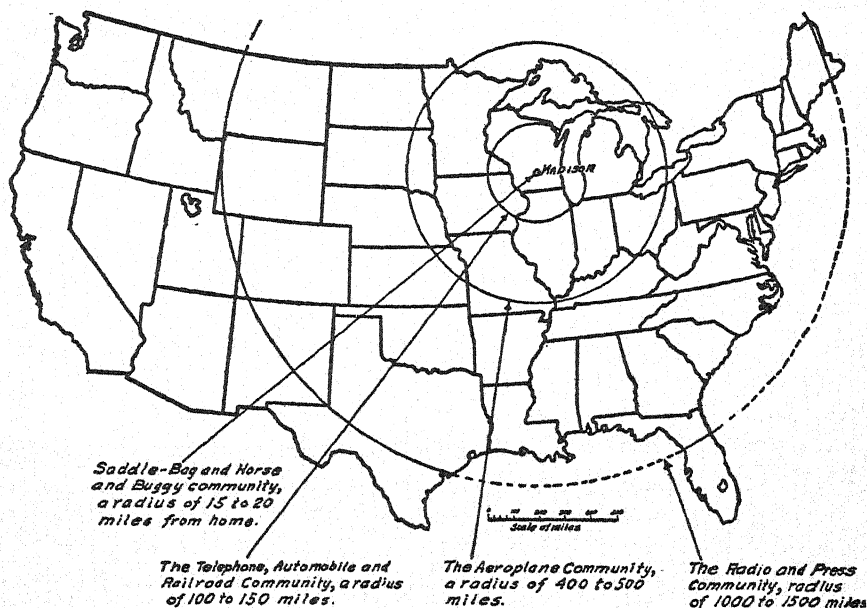 MADISON
Saddle-Bag and Horse
and Buggy community,
a radius of 15 to 20
miles from home.
Scale of miles
The Telephone, Automobile and
Railroad Community, a radius
of 100 to 150 miles.
The Aeroplane Community,
a radius of 400 to 500
miles.
The Radio and Press
Community, radius
of 1000 to 1500 miles